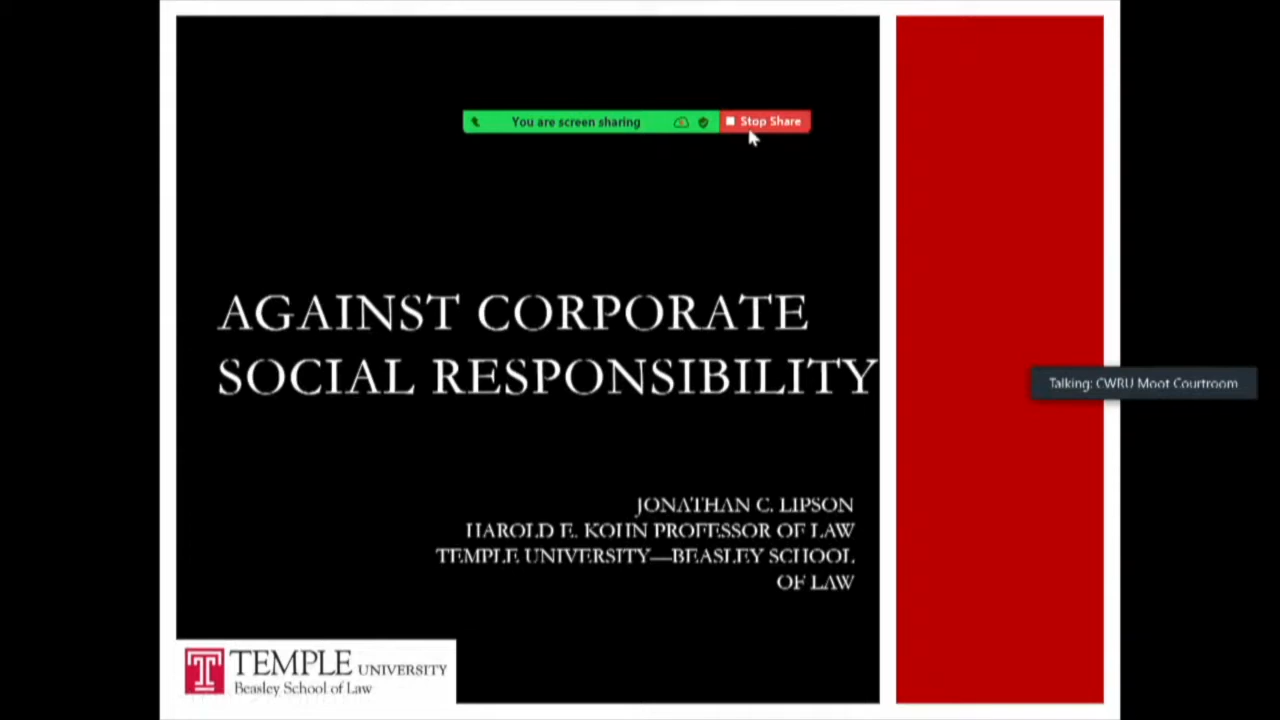 You are screen sharing
Stop Share
AGAINST CORPORATE
SOCIAL RESPONSIBILITY
Talking: CWRU Moot Courtroom
JONATHAN C. LIPSON
HAROLD E. KOHN PROFESSOR OF LAW
TEMPLE UNIVERSITY—BEASLEY SCHOOL
OF LAW
TEMPLE UNIVERSITY
Beasley School of Law